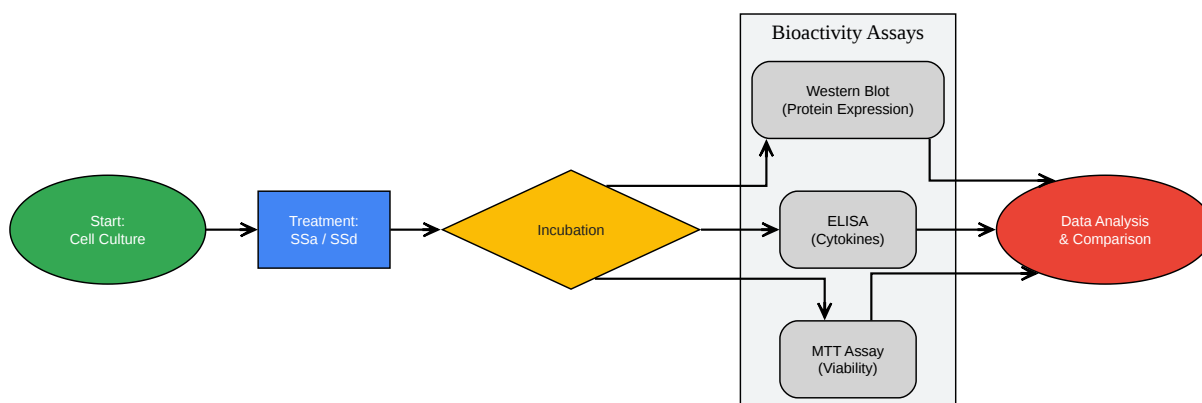 Start:
Cell Culture
Treatment:
SSa / SSd
Incubation
Bioactivity Assays
Western Blot
(Protein Expression)
ELISA
(Cytokines)
MTT Assay
(Viability)
Data Analysis
& Comparison